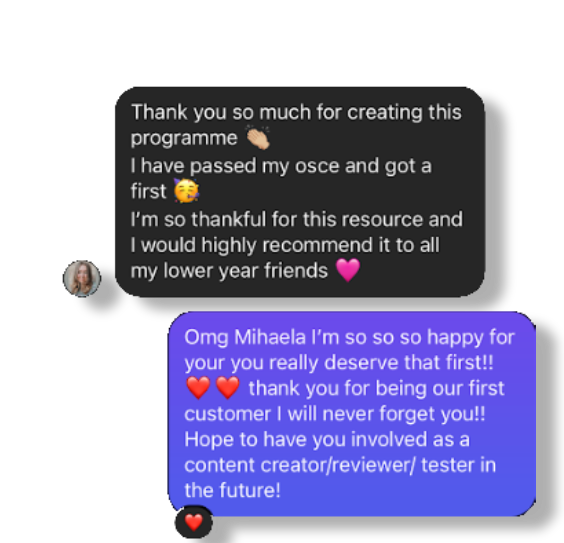 Thank you so much for creating this
programme 👏🏼
I have passed my osce and got a
first 🥳
I'm so thankful for this resource and
I would highly recommend it to all
my lower year friends 🩷
Omg Mihaela I'm so so so happy for
your you really deserve that first!!
❤️❤️ thank you for being our first
customer I will never forget you!!
Hope to have you involved as a
content creator/reviewer/ tester in
the future!
❤️